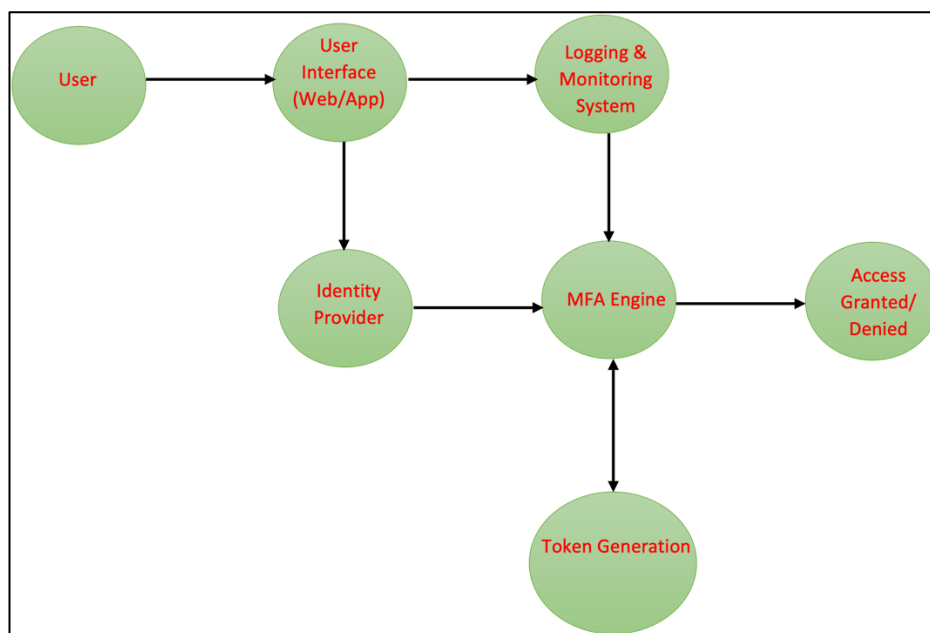 User
User
Interface
(Web/App)
Logging &
Monitoring
System
Identity
Provider
MFA Engine
Access
Granted/
Denied
Token Generation